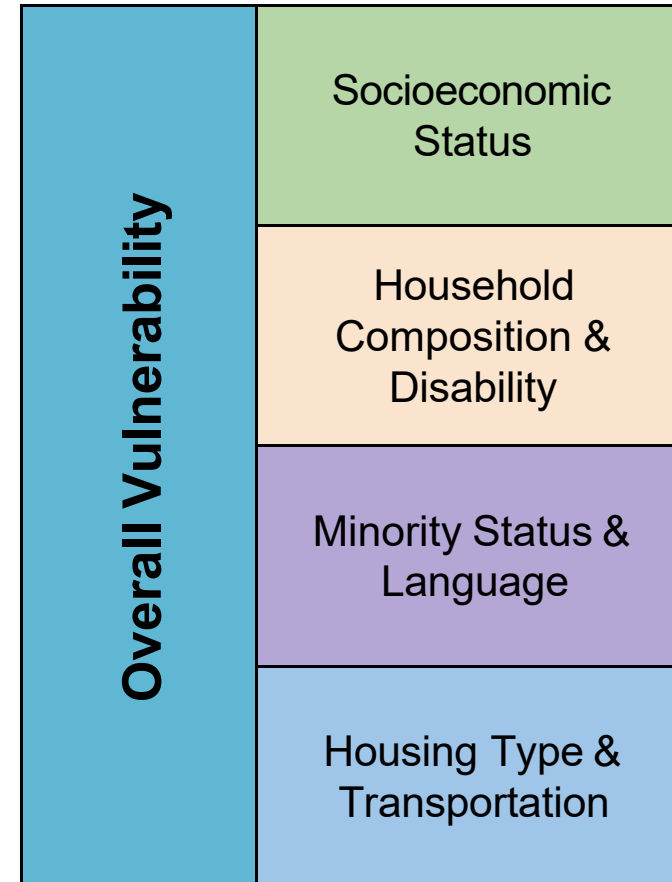 Overall Vulnerability
Socioeconomic
Status
Household
Composition &
Disability
Minority Status &
Language
Housing Type &
Transportation